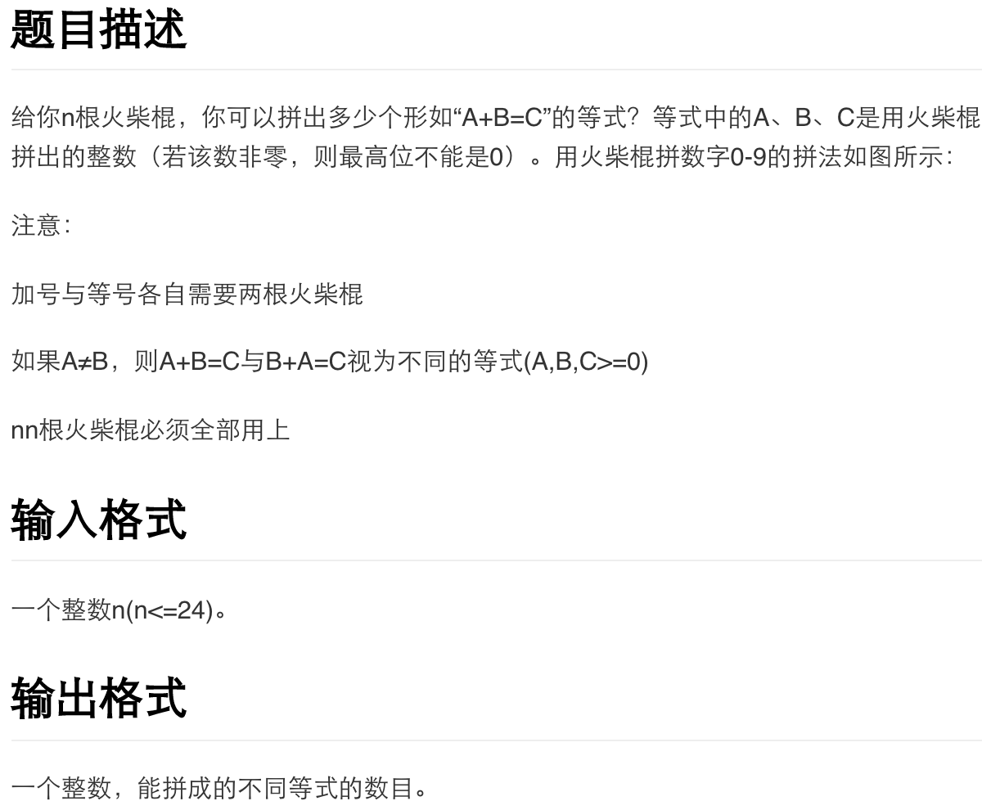 题目描述
给你n根火柴棍，你可以拼出多少个形如“A+B=C”的等式？等式中的A、B、C是用火柴棍
拼出的整数（若该数非零，则最高位不能是0）。用火柴棍拼数字0-9的拼法如图所示：
注意：
加号与等号各自需要两根火柴棍
如果A≠B，则A+B=C与B+A=C视为不同的等式(A,B,C>=0)
nn根火柴棍必须全部用上
输入格式
一个整数n(n<=24)。
输出格式
一个整数，能拼成的不同等式的数目。